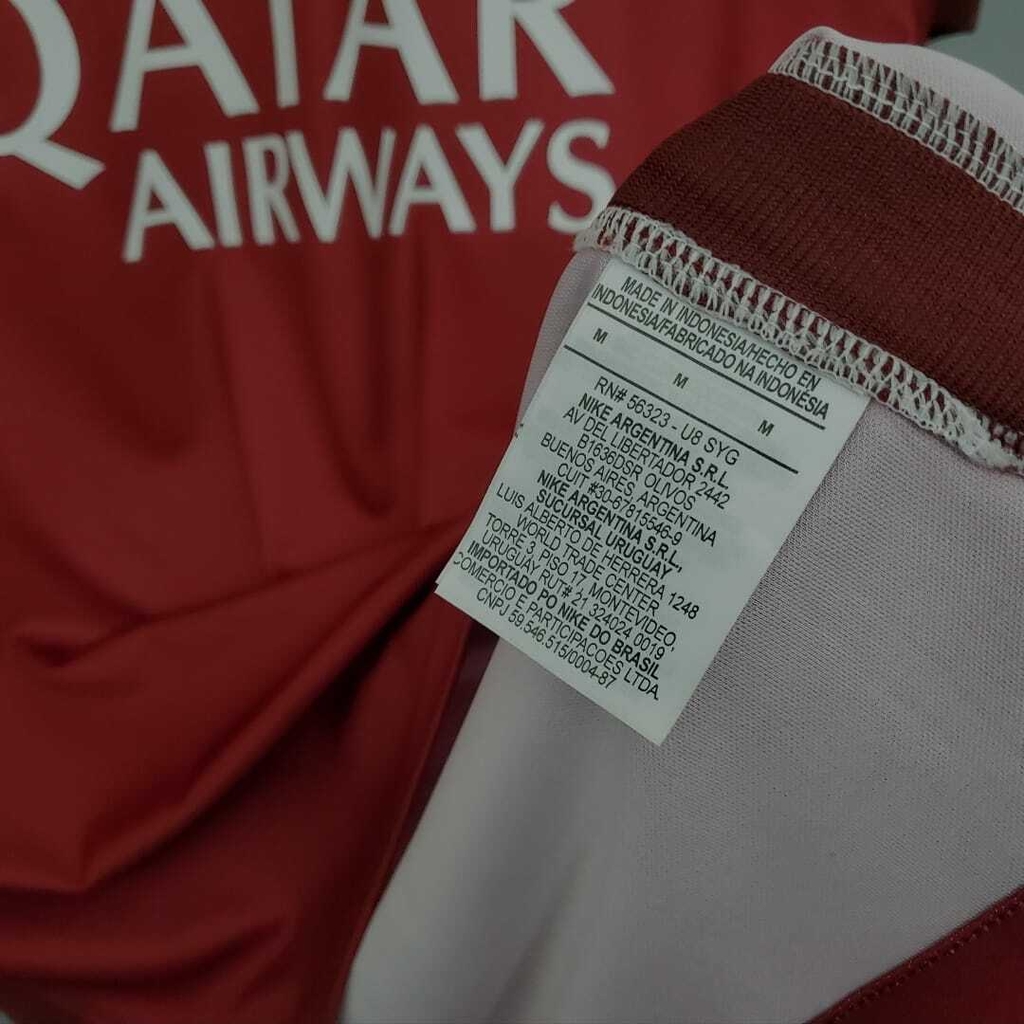 QATAR
AIRWAYS
MADE IN INDONESIA/HECHO EN
INDONESIA/FABRICADO NA INDONÉSIA
M M M
RN# 56323 - U8 SYG
NIKE ARGENTINA S.R.L.
AV DEL LIBERTADOR 2442
B1636DSR OLIVOS
BUENOS AIRES, ARGENTINA
CUIT #30-67815546-9
NIKE ARGENTINA S.R.L,
SUCURSAL URUGUAY,
LUIS ALBERTO DE HERRERA 1248
WORLD TRADE CENTER
TORRE 3, PISO 17, MONTEVIDEO,
URUGUAY RUT# 21 324024 0019
IMPORTADO PO NIKE DO BRASIL
COMERCIO E PARTICIPACOES LTDA.
CNPJ 59.546.515/0004-87